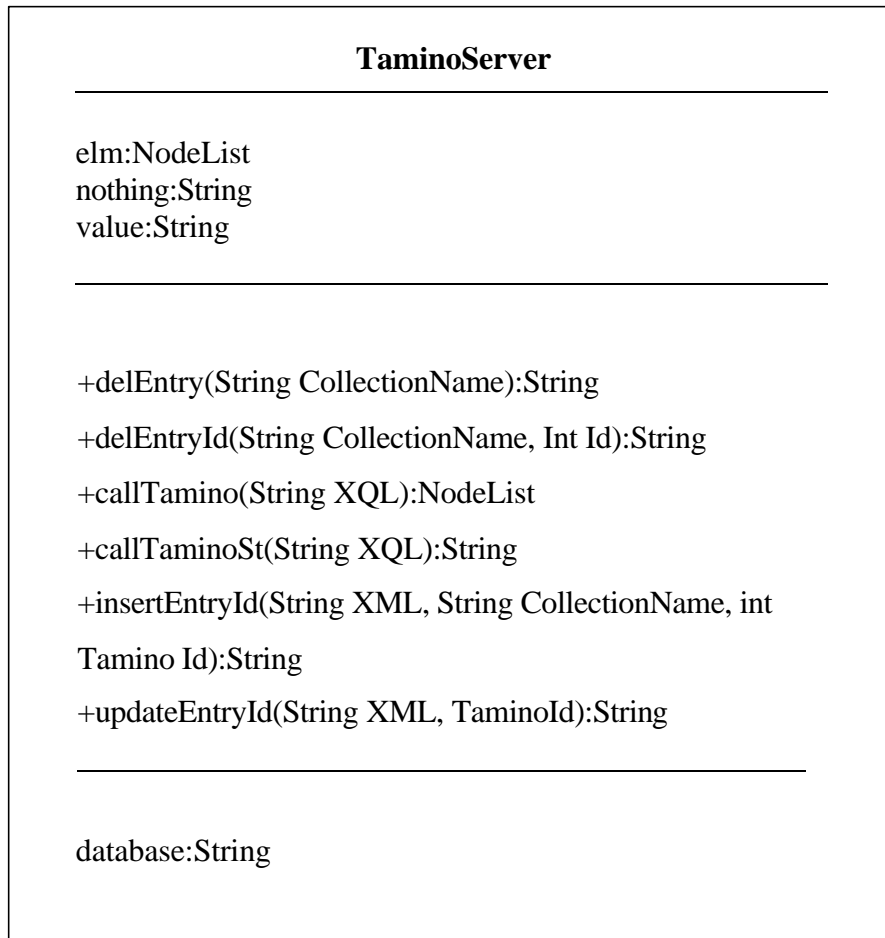 TaminoServer
elm:NodeList
nothing:String
value:String
+delEntry(String CollectionName):String
+delEntryId(String CollectionName, Int Id):String
+callTamino(String XQL):NodeList
+callTaminoSt(String XQL):String
+insertEntryId(String XML, String CollectionName, int
Tamino Id):String
+updateEntryId(String XML, TaminoId):String
database:String